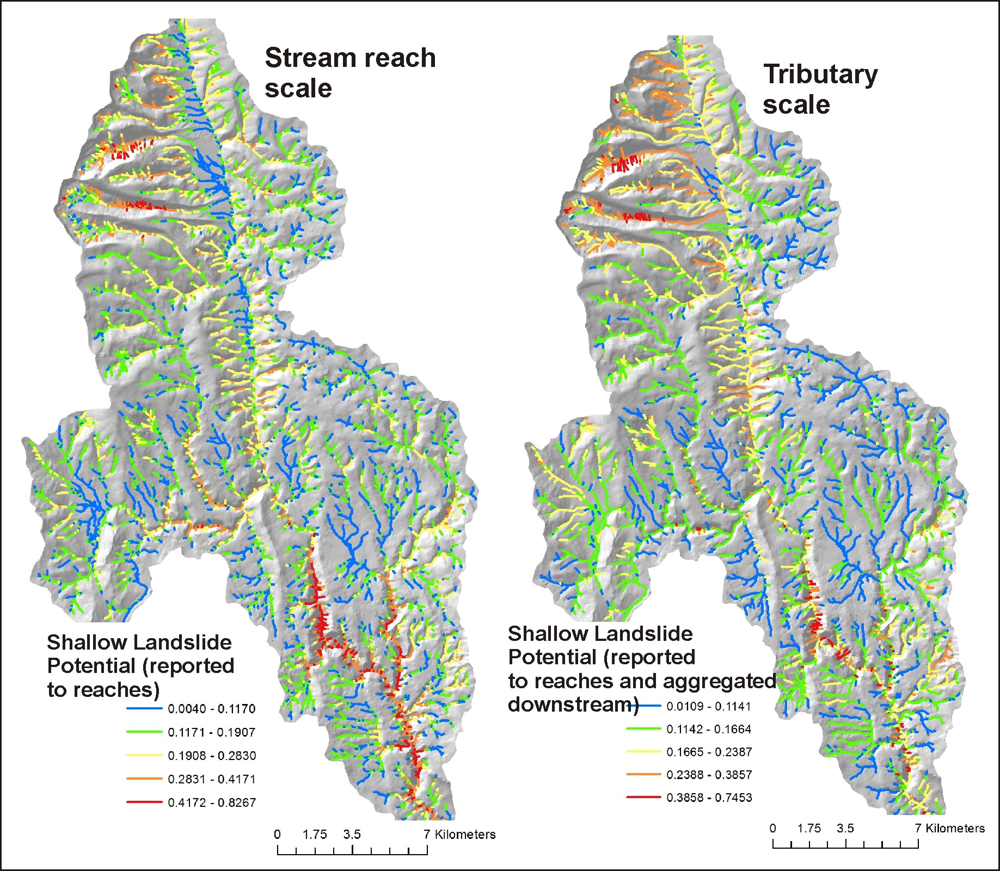 Stream reach
scale
Shallow Landslide
Potential (reported
to reaches)
0.0040 - 0.1170
0.1171 - 0.1907
0.1908 - 0.2830
0.2831 - 0.4171
0.4172 - 0.8267
0 1.75 3.5 7 Kilometers
Tributary
scale
Shallow Landslide
Potential (reported
to reaches and aggregated
downstream)
0.0109 - 0.1141
0.1142 - 0.1664
0.1665 - 0.2387
0.2388 - 0.3857
0.3858 - 0.7453
0 1.75 3.5 7 Kilometers